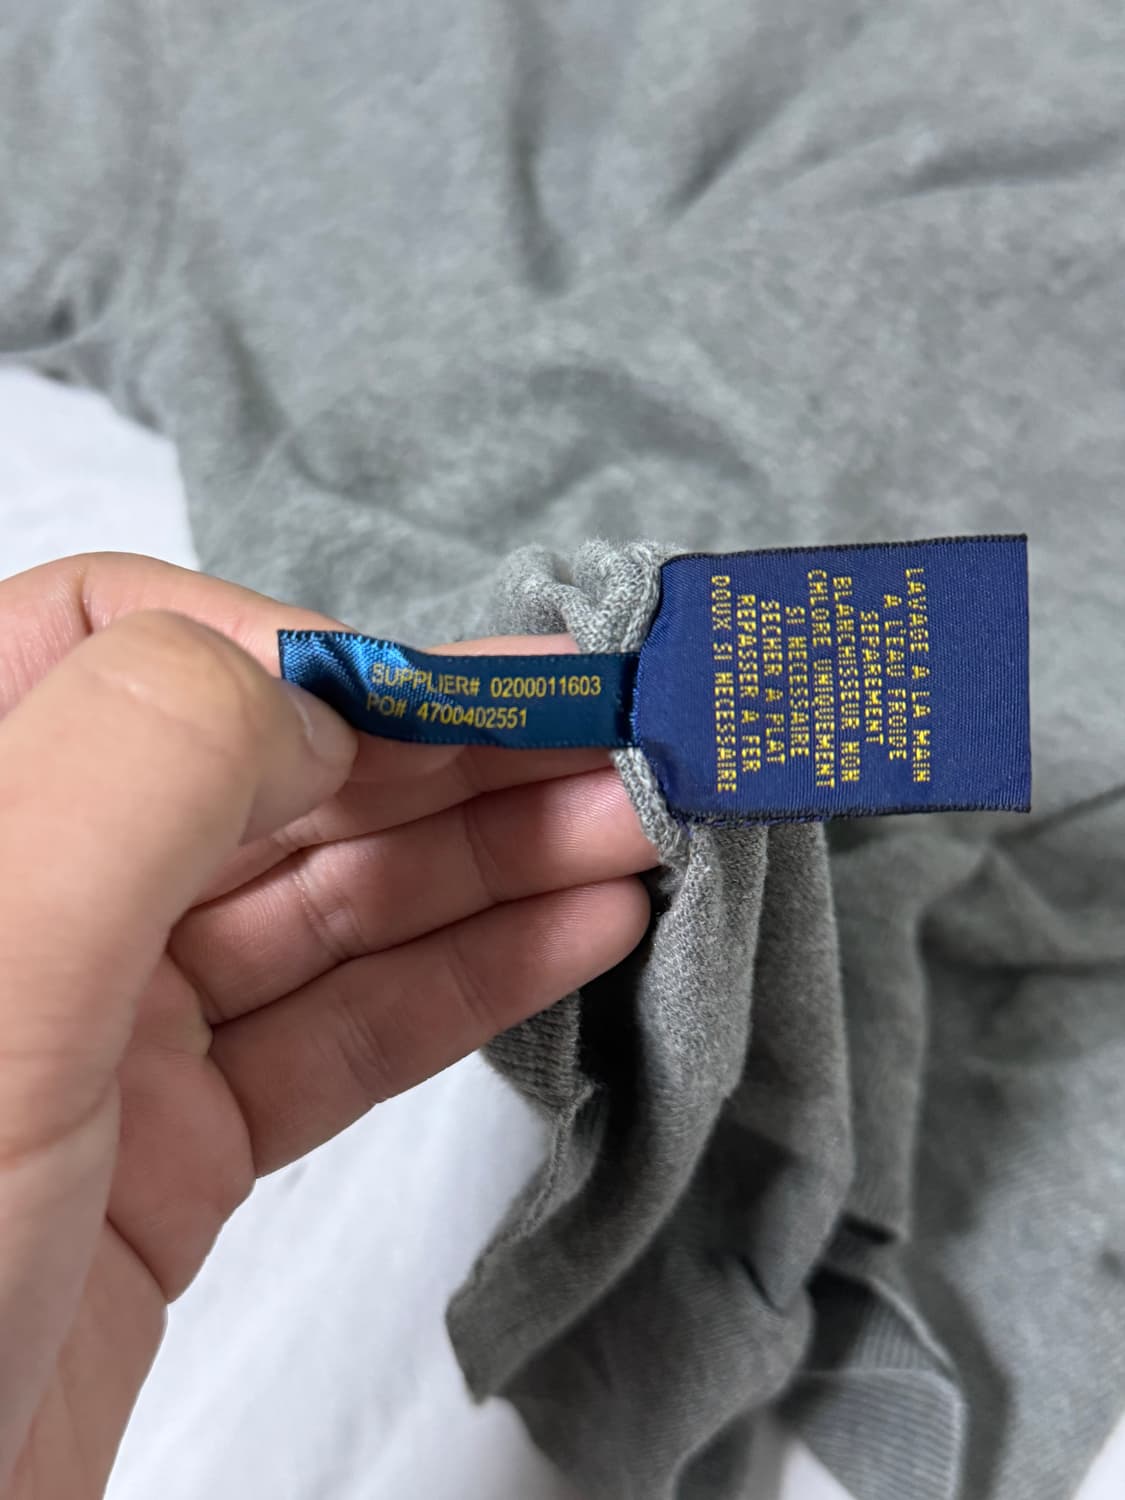 SUPPLIER# 0200011603
PO# 4700402551
LAVAGE A LA MAIN
A L'EAU FROIDE
SEPAREMENT
BLANCHISSEUR NON
CHLORE UNIQUEMENT
SI NECESSAIRE
SECHER A PLAT
REPASSER A FER
DOUX SI NECESSAIRE